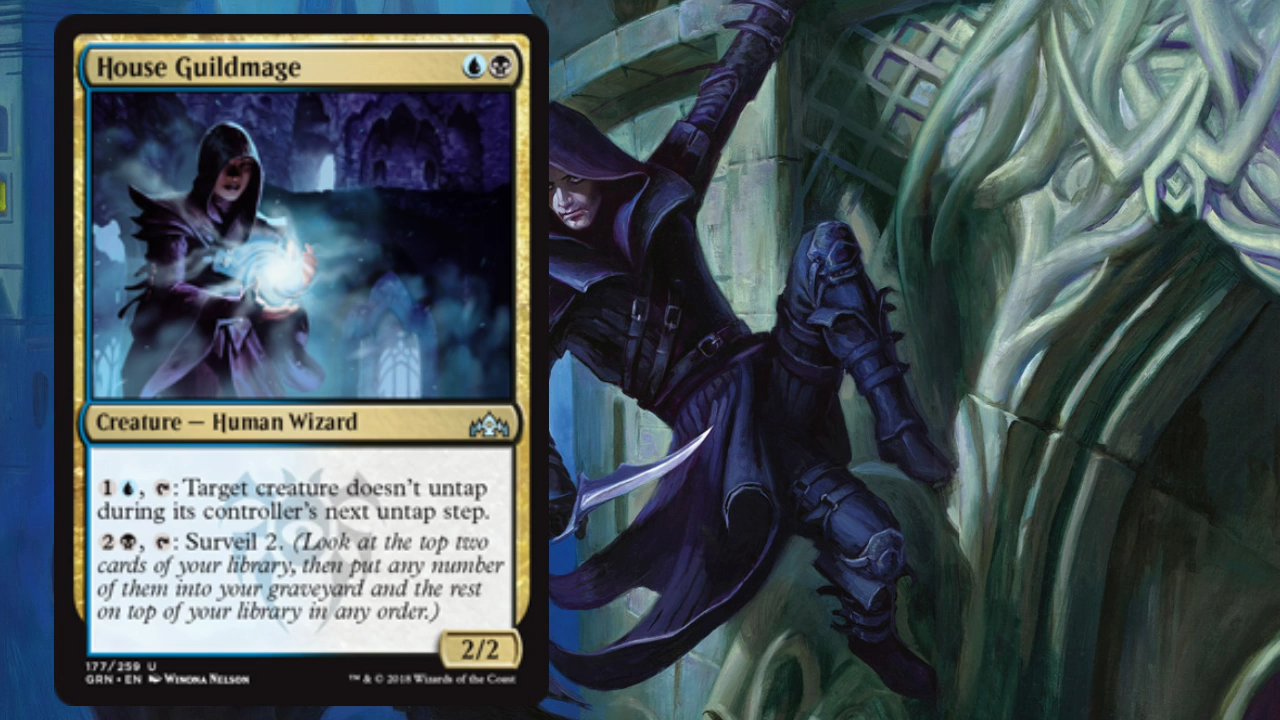 House Guildmage
Creature — Human Wizard
1, : Target creature doesn't untap
during its controller's next untap step.
2, : Surveil 2. (Look at the top two
cards of your library, then put any number
of them into your graveyard and the rest
on top of your library in any order.)
2/2
177/259 U
GRN • EN Winona Nelson
™ & © 2018 Wizards of the Coast